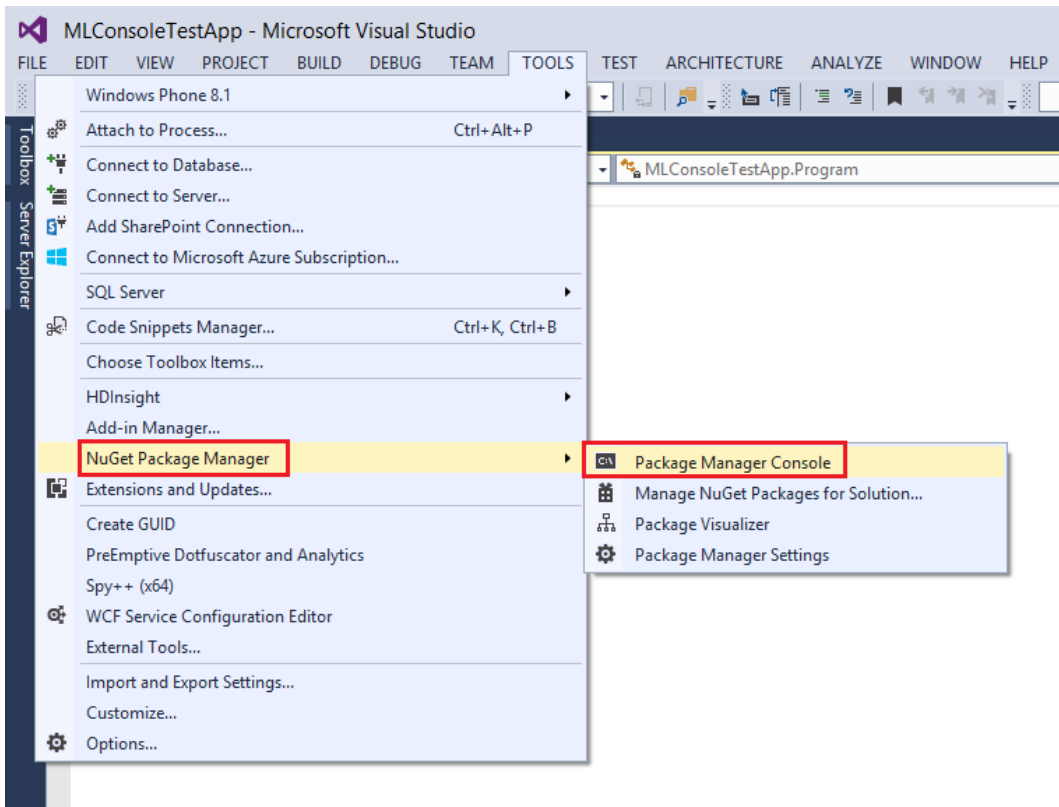 MLConsoleTestApp - Microsoft Visual Studio
FILE EDIT VIEW PROJECT BUILD DEBUG TEAM TOOLS TEST ARCHITECTURE ANALYZE WINDOW HELP
Toolbox
Server Explorer
MLConsoleTestApp.Program
Windows Phone 8.1
Attach to Process... Ctrl+Alt+P
Connect to Database...
Connect to Server...
Add SharePoint Connection...
Connect to Microsoft Azure Subscription...
SQL Server
Code Snippets Manager... Ctrl+K, Ctrl+B
Choose Toolbox Items...
HDInsight
Add-in Manager...
NuGet Package Manager
Extensions and Updates...
Create GUID
PreEmptive Dotfuscator and Analytics
Spy++ (x64)
WCF Service Configuration Editor
External Tools...
Import and Export Settings...
Customize...
Options...
Package Manager Console
Manage NuGet Packages for Solution...
Package Visualizer
Package Manager Settings